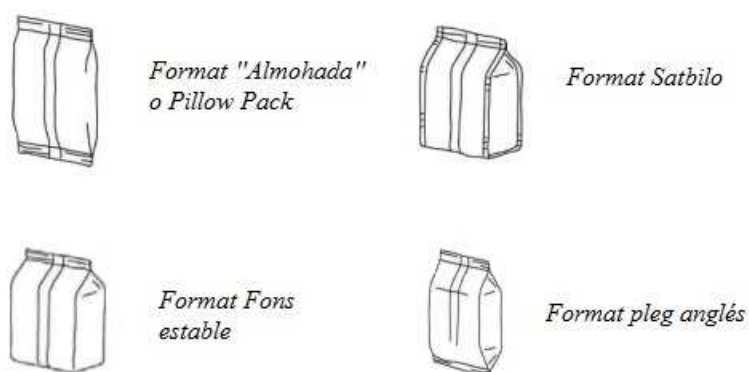 Format "Almohada"
o Pillow Pack
Format Satbilo
Format Fons
estable
Format pleg anglés